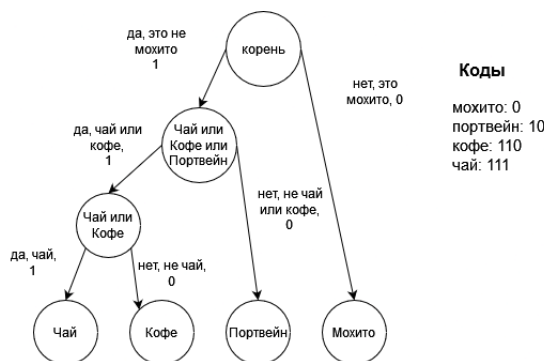 да, это не
мохито
1
корень
нет, это
мохито, 0
Коды
мохито: 0
портвейн: 10
кофе: 110
чай: 111
да, чай или
кофе,
1
Чай или
Кофе или
Портвейн
нет, не чай
или кофе,
0
Чай или
Кофе
да, чай,
1
нет, не чай,
0
Чай
Кофе
Портвейн
Мохито